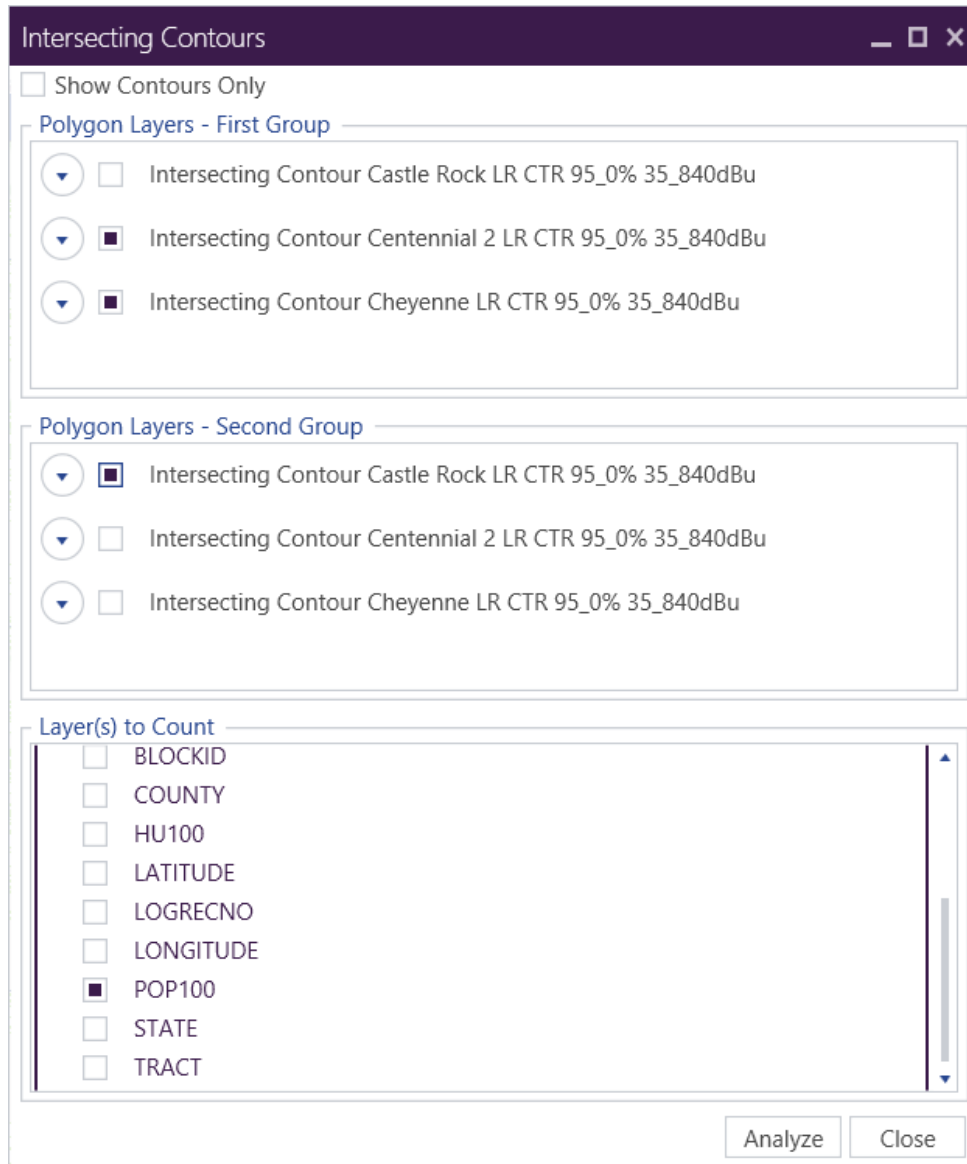 Intersecting Contours
Show Contours Only
Polygon Layers - First Group
Intersecting Contour Castle Rock LR CTR 95_0% 35_840dBu
Intersecting Contour Centennial 2 LR CTR 95_0% 35_840dBu
Intersecting Contour Cheyenne LR CTR 95_0% 35_840dBu
Polygon Layers - Second Group
Intersecting Contour Castle Rock LR CTR 95_0% 35_840dBu
Intersecting Contour Centennial 2 LR CTR 95_0% 35_840dBu
Intersecting Contour Cheyenne LR CTR 95_0% 35_840dBu
Layer(s) to Count
BLOCKID
COUNTY
HU100
LATITUDE
LOGRECNO
LONGITUDE
POP100
STATE
TRACT
Analyze Close